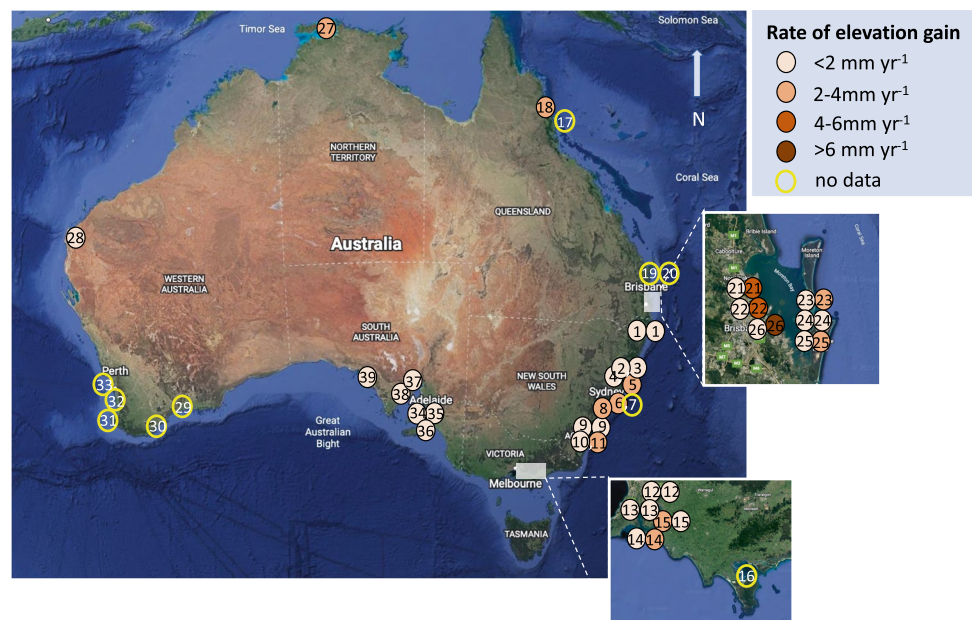 Timor Sea
Solomon Sea
27
N
18
17
NORTHERN
TERRITORY
Coral Sea
QUEENSLAND
28
Australia
WESTERN
AUSTRALIA
19 20
Brisbane
SOUTH
AUSTRALIA
1 1
Perth
39
37
38
Adelaide
34 35
36
NEW SOUTH
WALES
2 3
4
5
Sydney
6 7
8
9 9
10 11
33
32
31
29
30
Great
Australian
Bight
VICTORIA
Melbourne
TASMANIA
Rate of elevation gain
<2 mm yr-1
2-4mm yr-1
4-6mm yr-1
>6 mm yr-1
no data
Bribie Island
Caboolture
Moreton
Island
Coral Sea
Moreton Bay
21 21
22 22
26 26
23 23
24 24
25 25
12 12
13 13
15 15
14 14
16